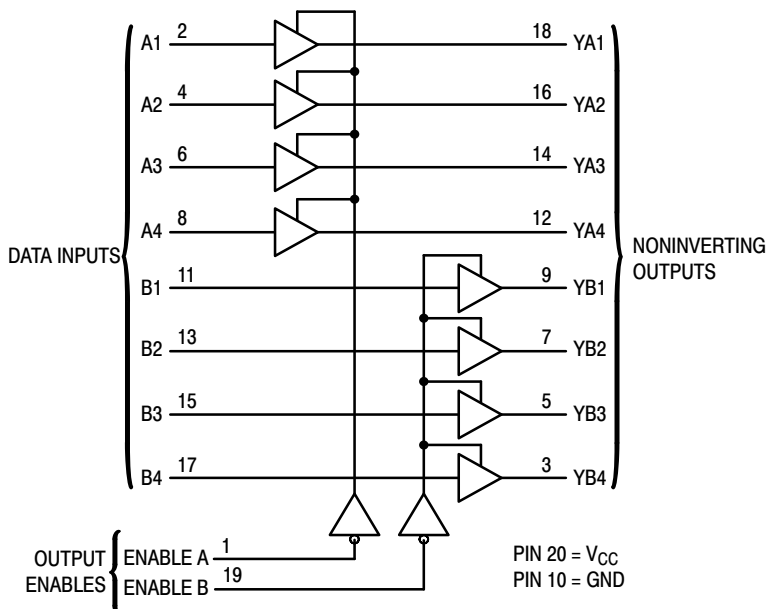 A1 2 18 YA1
A2 4 16 YA2
A3 6 14 YA3
A4 8 12 YA4
DATA INPUTS
NONINVERTING
OUTPUTS
B1 11 9 YB1
B2 13 7 YB2
B3 15 5 YB3
B4 17 3 YB4
OUTPUT
ENABLES
ENABLE A 1
ENABLE B 19
PIN 20 = VCC
PIN 10 = GND